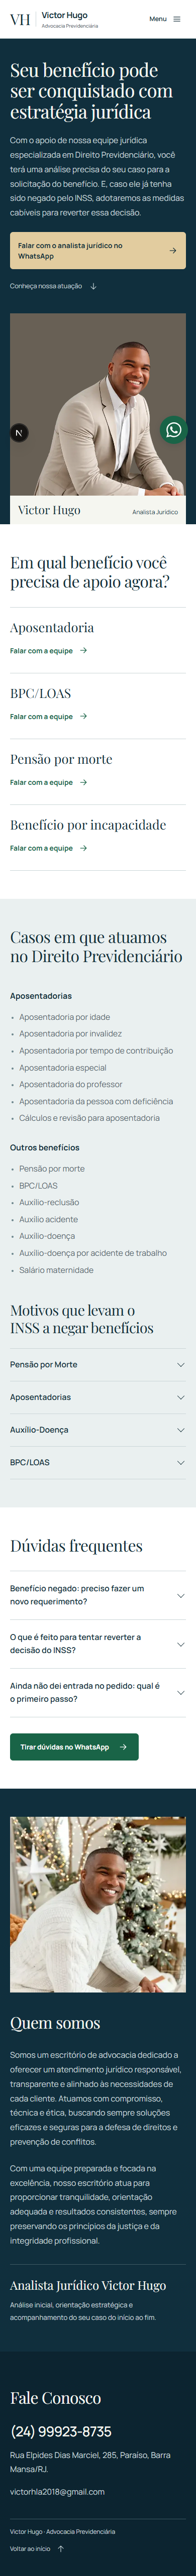 VH
Victor Hugo
Advocacia Previdenciária
Menu
Seu benefício pode
ser conquistado com
estratégia jurídica
Com o apoio de nossa equipe jurídica
especializada em Direito Previdenciário, você
terá uma análise precisa do seu caso para a
solicitação do benefício. E, caso ele já tenha
sido negado pelo INSS, adotaremos as medidas
cabíveis para reverter essa decisão.
Falar com o analista jurídico no
WhatsApp
Conheça nossa atuação
N
Victor Hugo
Analista Jurídico
Em qual benefício você
precisa de apoio agora?
Aposentadoria
Falar com a equipe
BPC/LOAS
Falar com a equipe
Pensão por morte
Falar com a equipe
Benefício por incapacidade
Falar com a equipe
Casos em que atuamos
no Direito Previdenciário
Aposentadorias
Aposentadoria por idade
Aposentadoria por invalidez
Aposentadoria por tempo de contribuição
Aposentadoria especial
Aposentadoria do professor
Aposentadoria da pessoa com deficiência
Cálculos e revisão para aposentadoria
Outros benefícios
Pensão por morte
BPC/LOAS
Auxílio-reclusão
Auxílio acidente
Auxílio-doença
Auxílio-doença por acidente de trabalho
Salário maternidade
Motivos que levam o
INSS a negar benefícios
Pensão por Morte
Aposentadorias
Auxílio-Doença
BPC/LOAS
Dúvidas frequentes
Benefício negado: preciso fazer um
novo requerimento?
O que é feito para tentar reverter a
decisão do INSS?
Ainda não dei entrada no pedido: qual é
o primeiro passo?
Tirar dúvidas no WhatsApp
Quem somos
Somos um escritório de advocacia dedicado a
oferecer um atendimento jurídico responsável,
transparente e alinhado às necessidades de
cada cliente. Atuamos com compromisso,
técnica e ética, buscando sempre soluções
eficazes e seguras para a defesa de direitos e
prevenção de conflitos.
Com uma equipe preparada e focada na
excelência, nosso escritório atua para
proporcionar tranquilidade, orientação
adequada e resultados consistentes, sempre
preservando os princípios da justiça e da
integridade profissional.
Analista Jurídico Victor Hugo
Análise inicial, orientação estratégica e
acompanhamento do seu caso do início ao fim.
Fale Conosco
(24) 99923-8735
Rua Elpides Dias Marciel, 285, Paraíso, Barra
Mansa/RJ.
victorhla2018@gmail.com
Victor Hugo · Advocacia Previdenciária
Voltar ao início